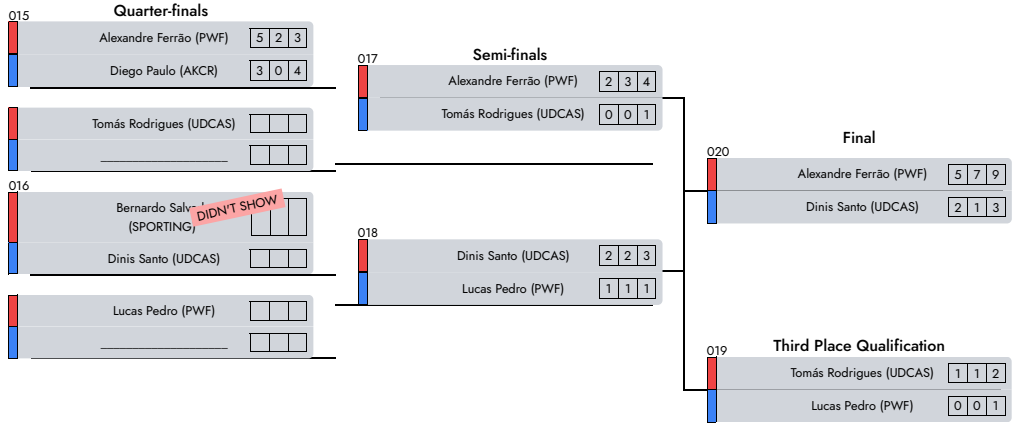 Quarter-finals
015
Alexandre Ferrão (PWF) 5 2 3
Diego Paulo (AKCR) 3 0 4
Tomás Rodrigues (UDCAS)
____________________
016
Bernardo
(SPORTING)
DIDN'T SHOW
Dinis Santo (UDCAS)
Lucas Pedro (PWF)
____________________
Semi-finals
017
Alexandre Ferrão (PWF) 2 3 4
Tomás Rodrigues (UDCAS) 0 0 1
018
Dinis Santo (UDCAS) 2 2 3
Lucas Pedro (PWF) 1 1 1
Final
020
Alexandre Ferrão (PWF) 5 7 9
Dinis Santo (UDCAS) 2 1 3
Third Place Qualification
019
Tomás Rodrigues (UDCAS) 1 1 2
Lucas Pedro (PWF) 0 0 1